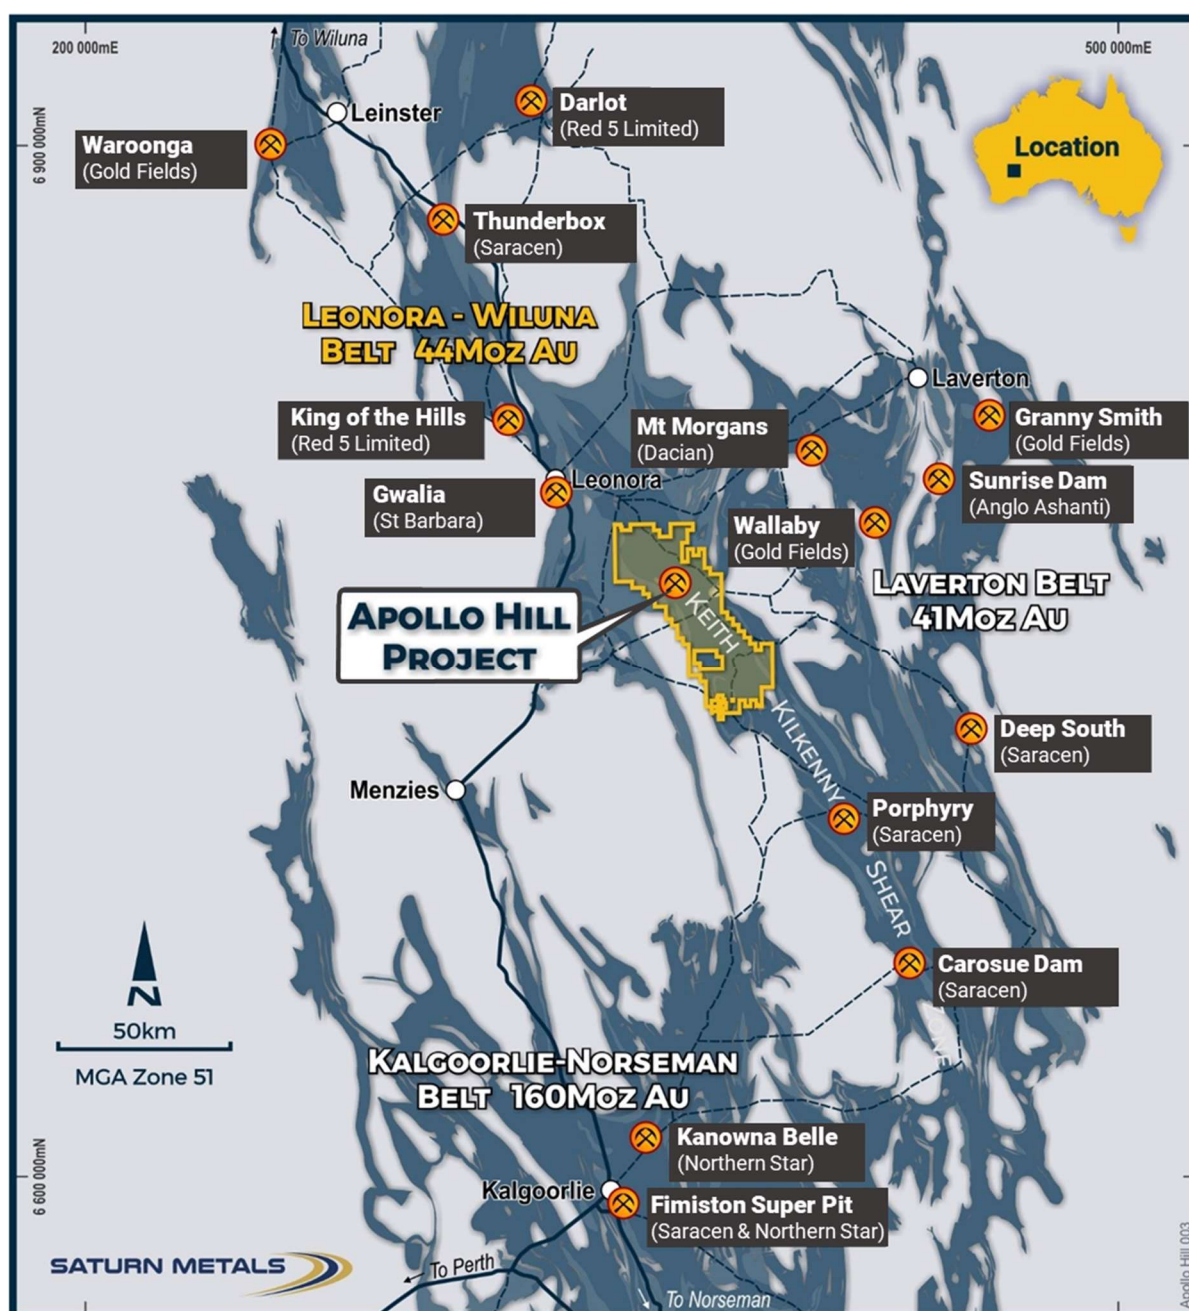 To Wiluna
200 000mE
500 000mE
Leinster
Darlot
(Red 5 Limited)
6 900 000mN
Waroonga
(Gold Fields)
Location
Thunderbox
(Saracen)
LEONORA - WILUNA
BELT 44MOZ AU
Laverton
King of the Hills
(Red 5 Limited)
Mt Morgans
(Dacian)
Granny Smith
(Gold Fields)
Leonora
Gwalia
(St Barbara)
Sunrise Dam
(Anglo Ashanti)
Wallaby
(Gold Fields)
LAVERTON BELT
41MOZ AU
APOLLO HILL
PROJECT
KEITH
KILKENNY
SHEAR
ZONE
Deep South
(Saracen)
Menzies
Porphyry
(Saracen)
Carosue Dam
(Saracen)
N
50km
MGA Zone 51
KALGOORLIE-NORSEMAN
BELT 160MOZ AU
Kanowna Belle
(Northern Star)
6 600 000mN
Kalgoorlie
Fimiston Super Pit
(Saracen & Northern Star)
SATURN METALS
To Perth
To Norseman
Apollo Hill 003